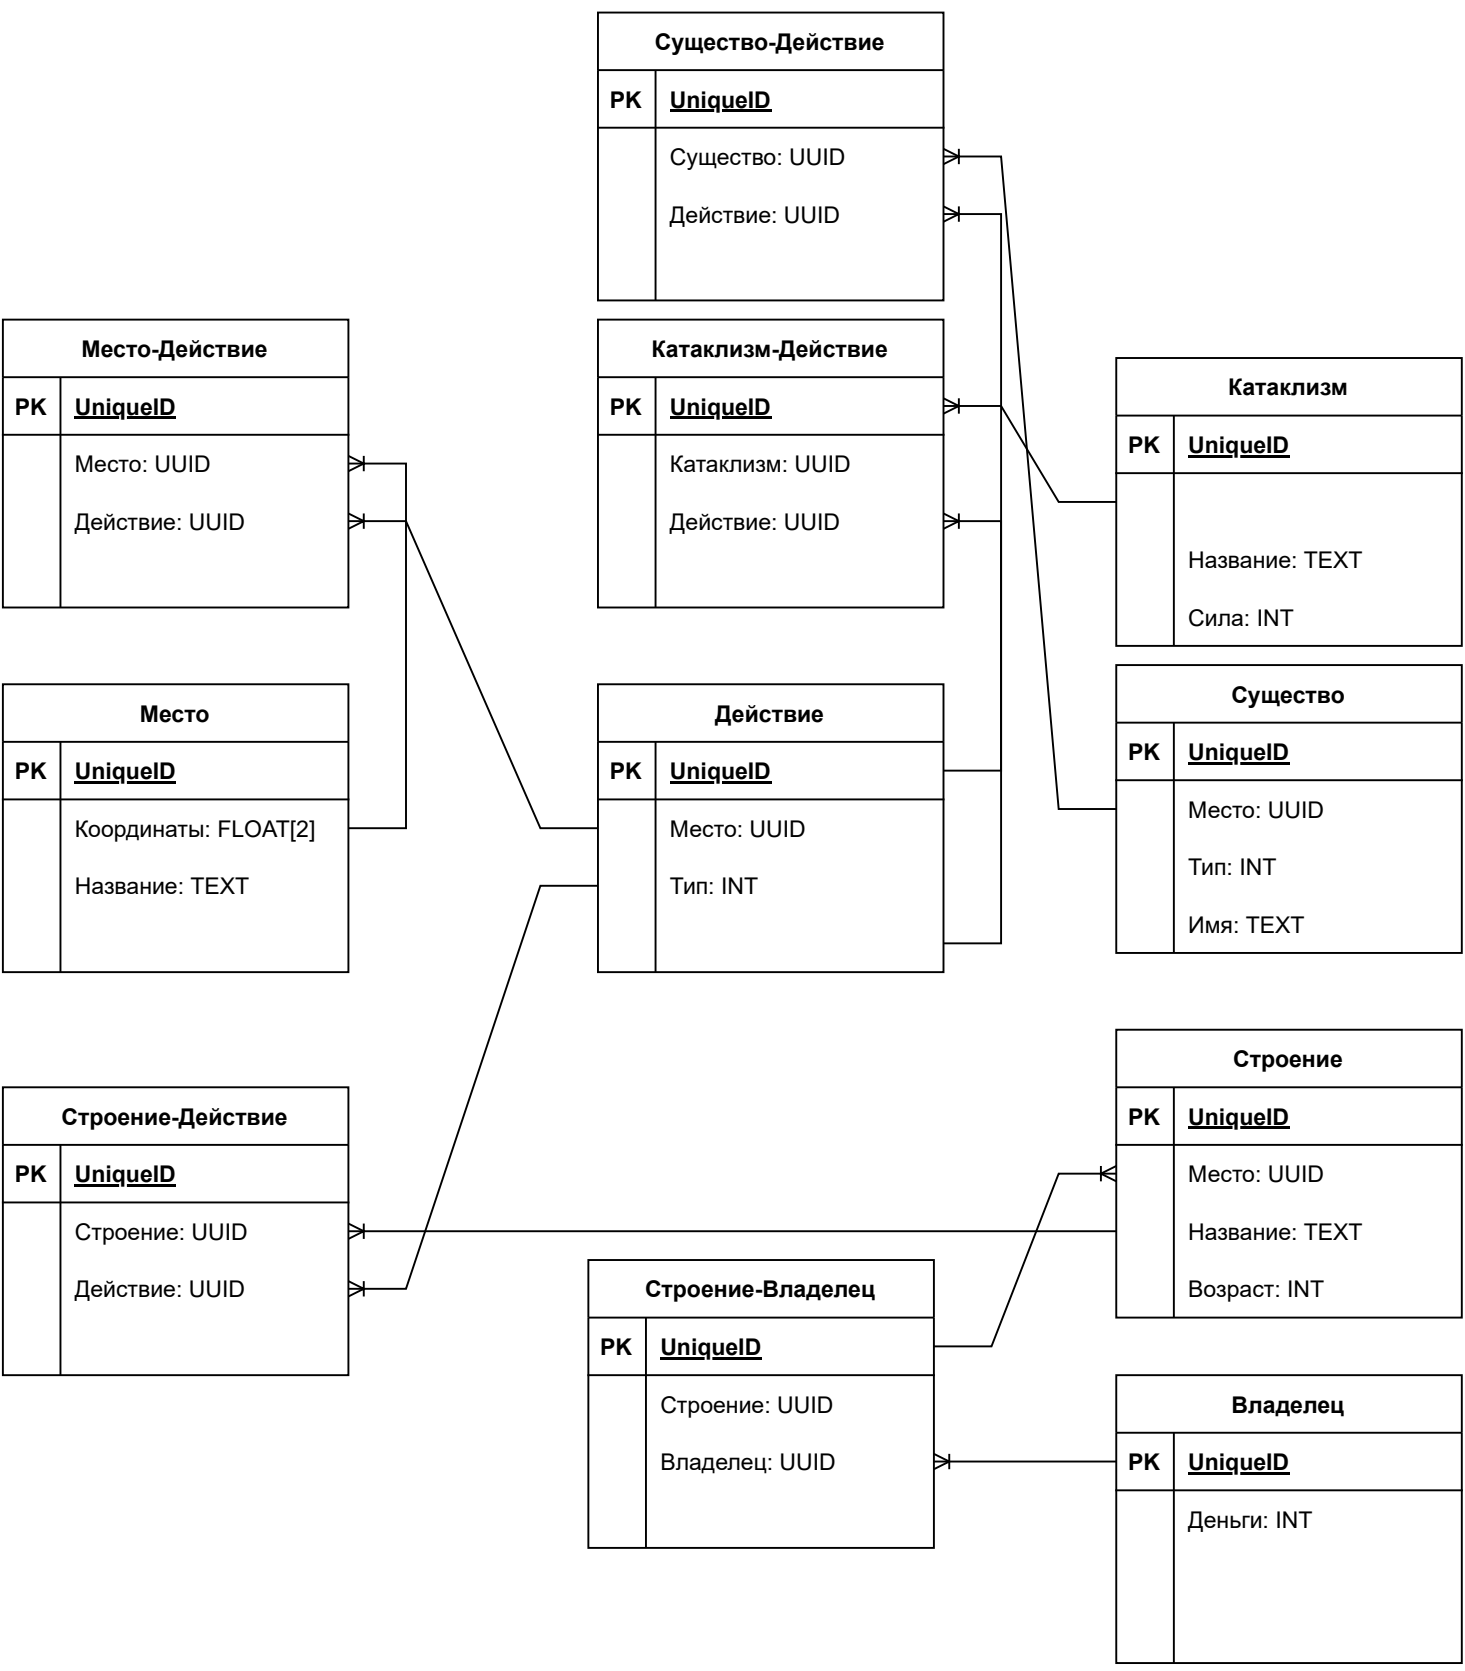 Существо-Действие
PK UniqueID
Существо: UUID
Действие: UUID
Место-Действие
PK UniqueID
Место: UUID
Действие: UUID
Катаклизм-Действие
PK UniqueID
Катаклизм: UUID
Действие: UUID
Катаклизм
PK UniqueID
Название: TEXT
Сила: INT
Место
PK UniqueID
Координаты: FLOAT[2]
Название: TEXT
Действие
PK UniqueID
Место: UUID
Тип: INT
Существо
PK UniqueID
Место: UUID
Тип: INT
Имя: TEXT
Строение-Действие
PK UniqueID
Строение: UUID
Действие: UUID
Строение
PK UniqueID
Место: UUID
Название: TEXT
Возраст: INT
Строение-Владелец
PK UniqueID
Строение: UUID
Владелец: UUID
Владелец
PK UniqueID
Деньги: INT